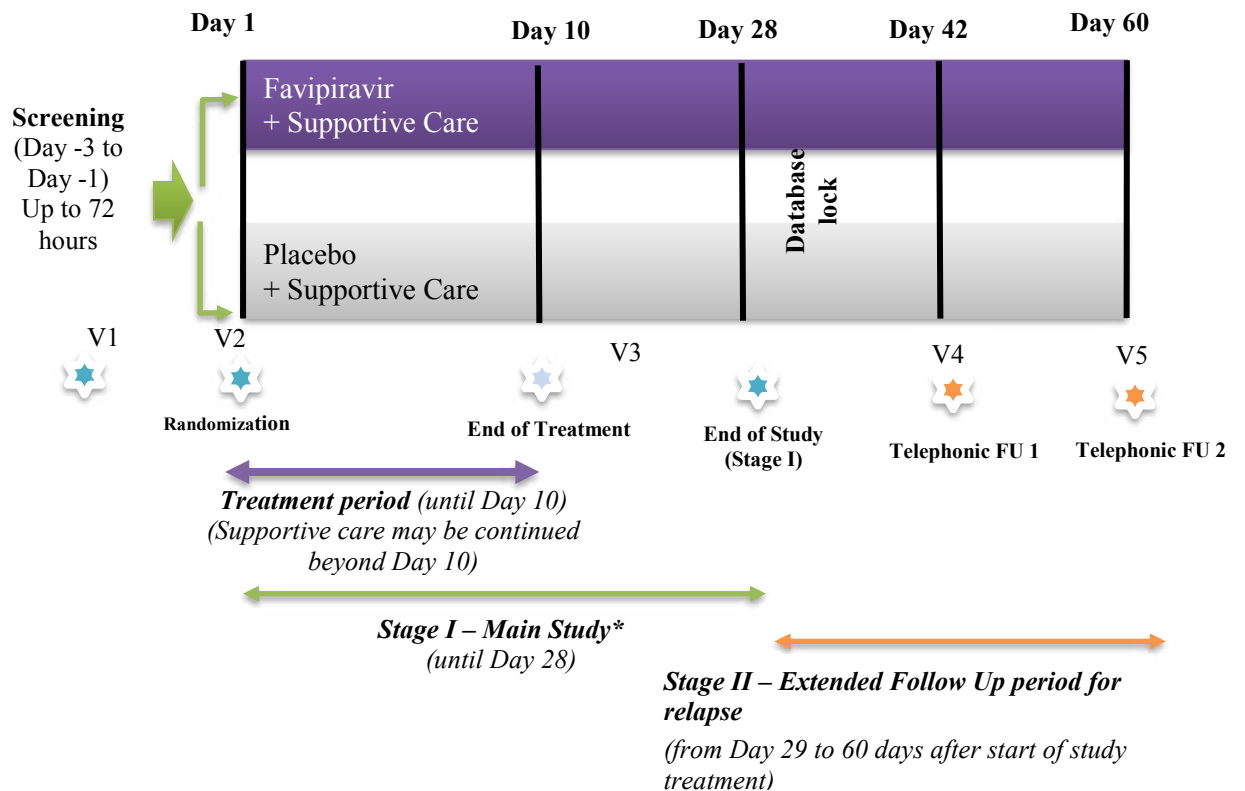 Day 1
Day 10
Day 28
Day 42
Day 60
Screening
(Day -3 to
Day -1)
Up to 72
hours
Favipiravir
+ Supportive Care
Database
lock
Placebo
+ Supportive Care
V1
V2
V3
V4
V5
Randomization
End of Treatment
End of Study
(Stage I)
Telephonic FU 1
Telephonic FU 2
Treatment period (until Day 10)
(Supportive care may be continued
beyond Day 10)
Stage I – Main Study*
(until Day 28)
Stage II – Extended Follow Up period for
relapse
(from Day 29 to 60 days after start of study
treatment)